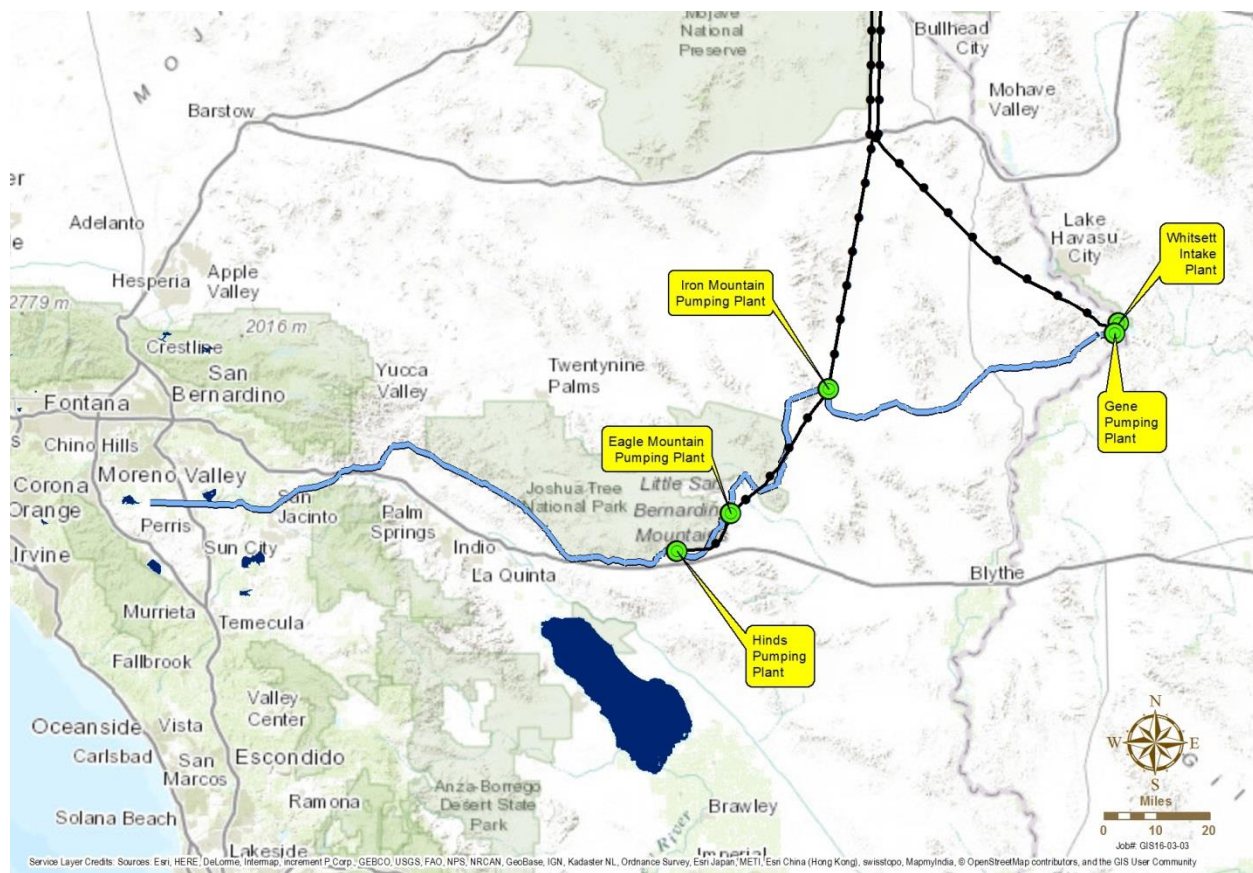 Mojave
National
Preserve
Bullhead
City
M O J
Barstow
Mohave
Valley
er
e
Adelanto
Hesperia
Apple
Valley
Lake
Havasu
City
Whitsett
Intake
Plant
Iron Mountain
Pumping Plant
2779 m
2016 m
Crestline
San
Bernardino
Yucca
Valley
Twentynine
Palms
Fontana
s
Chino Hills
Gene
Pumping
Plant
Eagle Mountain
Pumping Plant
Moreno Valley
Corona
Orange
San
Jacinto
Perris
Joshua Tree
National Park
Little San
Bernardino
Mountains
Palm
Springs
Irvine
Sun City
Indio
La Quinta
Blythe
Murrieta
Temecula
Hinds
Pumping
Plant
Fallbrook
Valley
Center
Oceanside
Vista
Carlsbad
San
Marcos
Escondido
Ramona
Anza-Borrego
Desert State
Park
Solana Beach
Brawley
River
Lakeside
Imperial
N
W
E
S
G
Miles
0 10 20
Job#: GIS16-03-03
Service Layer Credits: Sources: Esri, HERE, DeLorme, Intermap, increment P Corp., GEBCO, USGS, FAO, NPS, NRCAN, GeoBase, IGN, Kadaster NL, Ordnance Survey, Esri Japan, METI, Esri China (Hong Kong), swisstopo, MapmyIndia, © OpenStreetMap contributors, and the GIS User Community